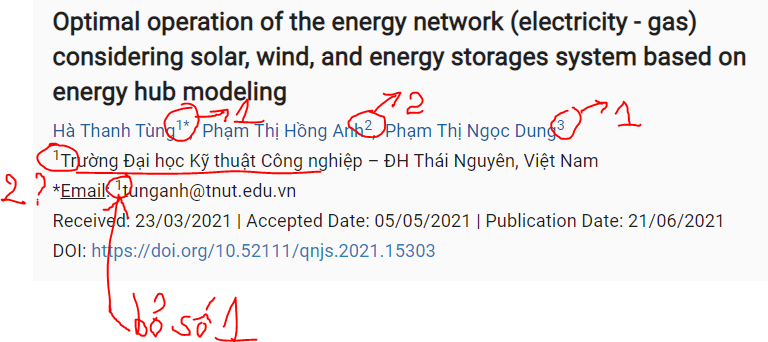 Optimal operation of the energy network (electricity - gas)
considering solar, wind, and energy storages system based on
energy hub modeling
1 2 1
Hà Thanh Tùng1*, Phạm Thị Hồng Anh2, Phạm Thị Ngọc Dung3
1Trường Đại học Kỹ thuật Công nghiệp – ĐH Thái Nguyên, Việt Nam
2? *Email: 1tunganh@tnut.edu.vn
Received: 23/03/2021 | Accepted Date: 05/05/2021 | Publication Date: 21/06/2021
DOI: https://doi.org/10.52111/qnjs.2021.15303
bỏ số 1